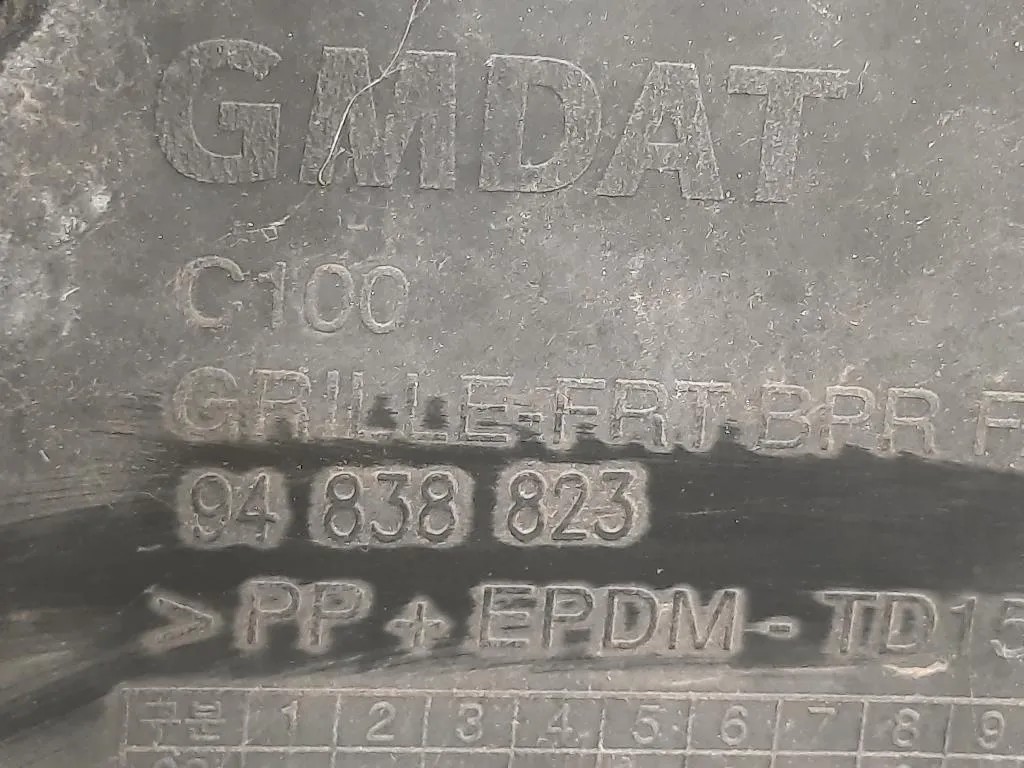 GMDAT
C100
GRILLE-FRT BPR
94 838 823
>PP + EPDM - TD15
구분 1 2 3 4 5 6 7 8 9